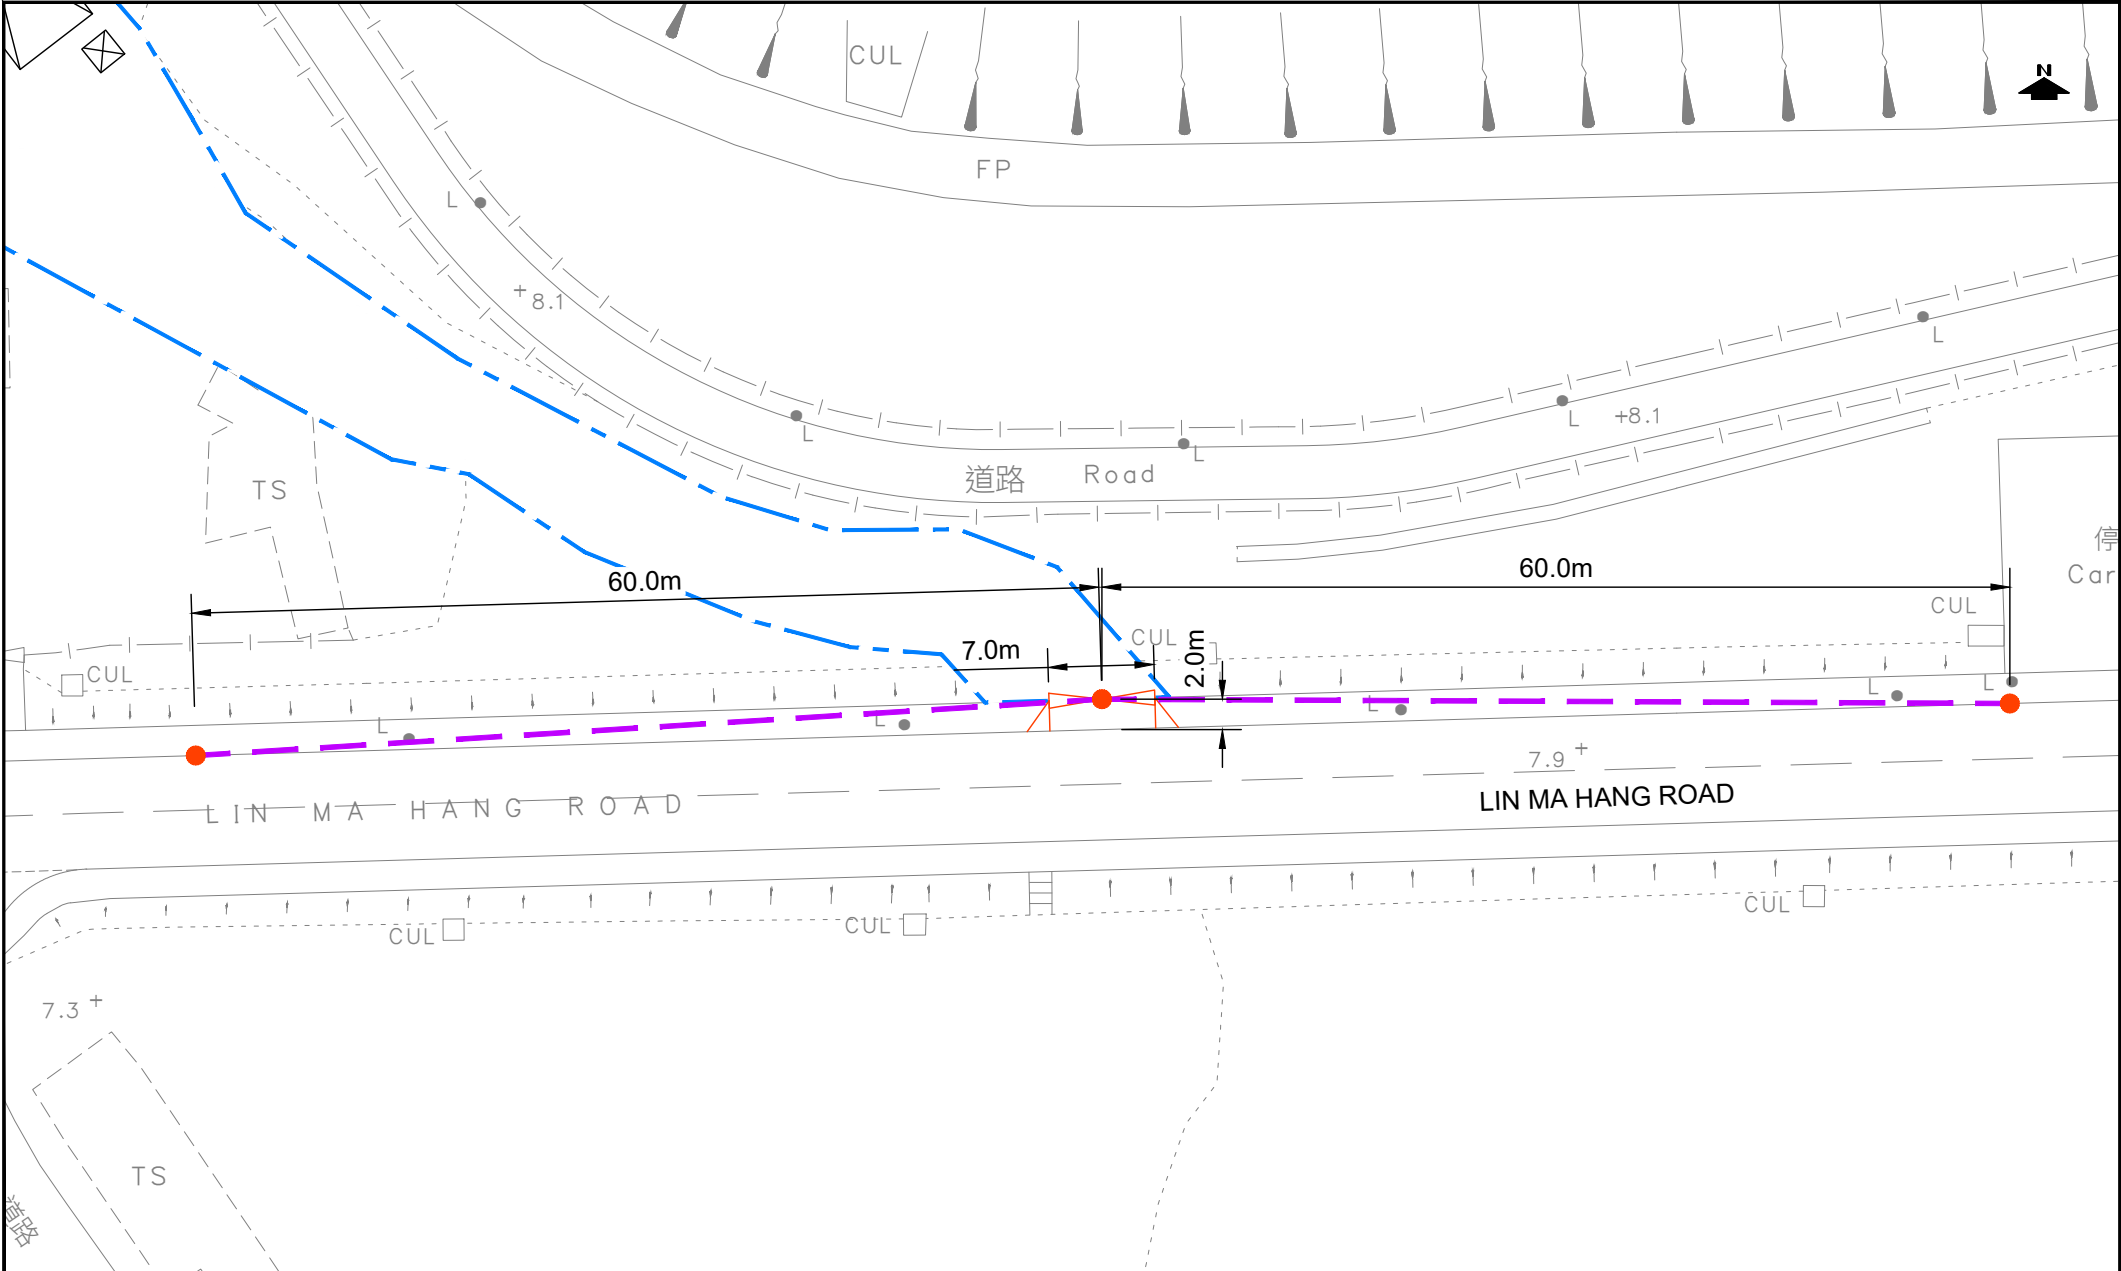 CUL
N
FP
L
+ 8.1
L
L
L
+8.1
L
L
道路 Road
TS
停
Car
60.0m
60.0m
CUL
CUL
7.0m
2.0m
CUL
L
L
L
L
L
7.9 +
LIN MA HANG ROAD
LIN MA HANG ROAD
CUL
CUL
CUL
7.3 +
TS
道路